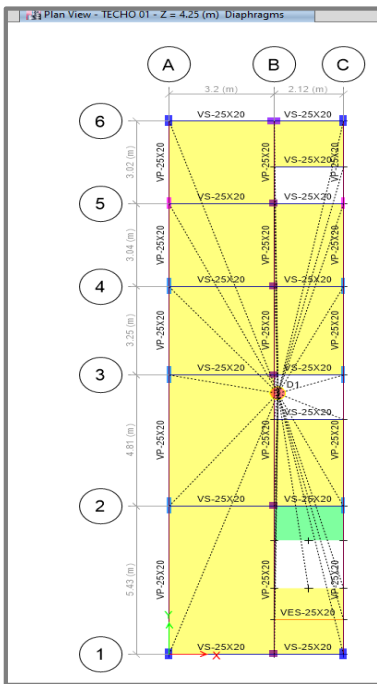 Plan View - TECHO 01 - Z = 4.25 (m) Diaphragms
A B C
3.2 (m) 2.12 (m)
6 VS-25X20 VS-25X20
VP-25X20 VP-25X20 VP-25X20
3.02 (m)
VS-25X20
5 VS-25X20 VS-25X20
VP-25X20 VP-25X20 VP-25X20
3.04 (m)
4 VS-25X20 VS-25X20
VP-25X20 VP-25X20 VP-25X20
3.25 (m)
3 VS-25X20 VS-25X20
D1
VS-25X20
VP-25X20 VP-25X20 VP-25X20
4.81 (m)
2 VS-25X20 VS-25X20
VP-25X20 VP-25X20 VP-25X20
5.43 (m)
VES-25X20
Y
1 VS-25X20 VS-25X20
X